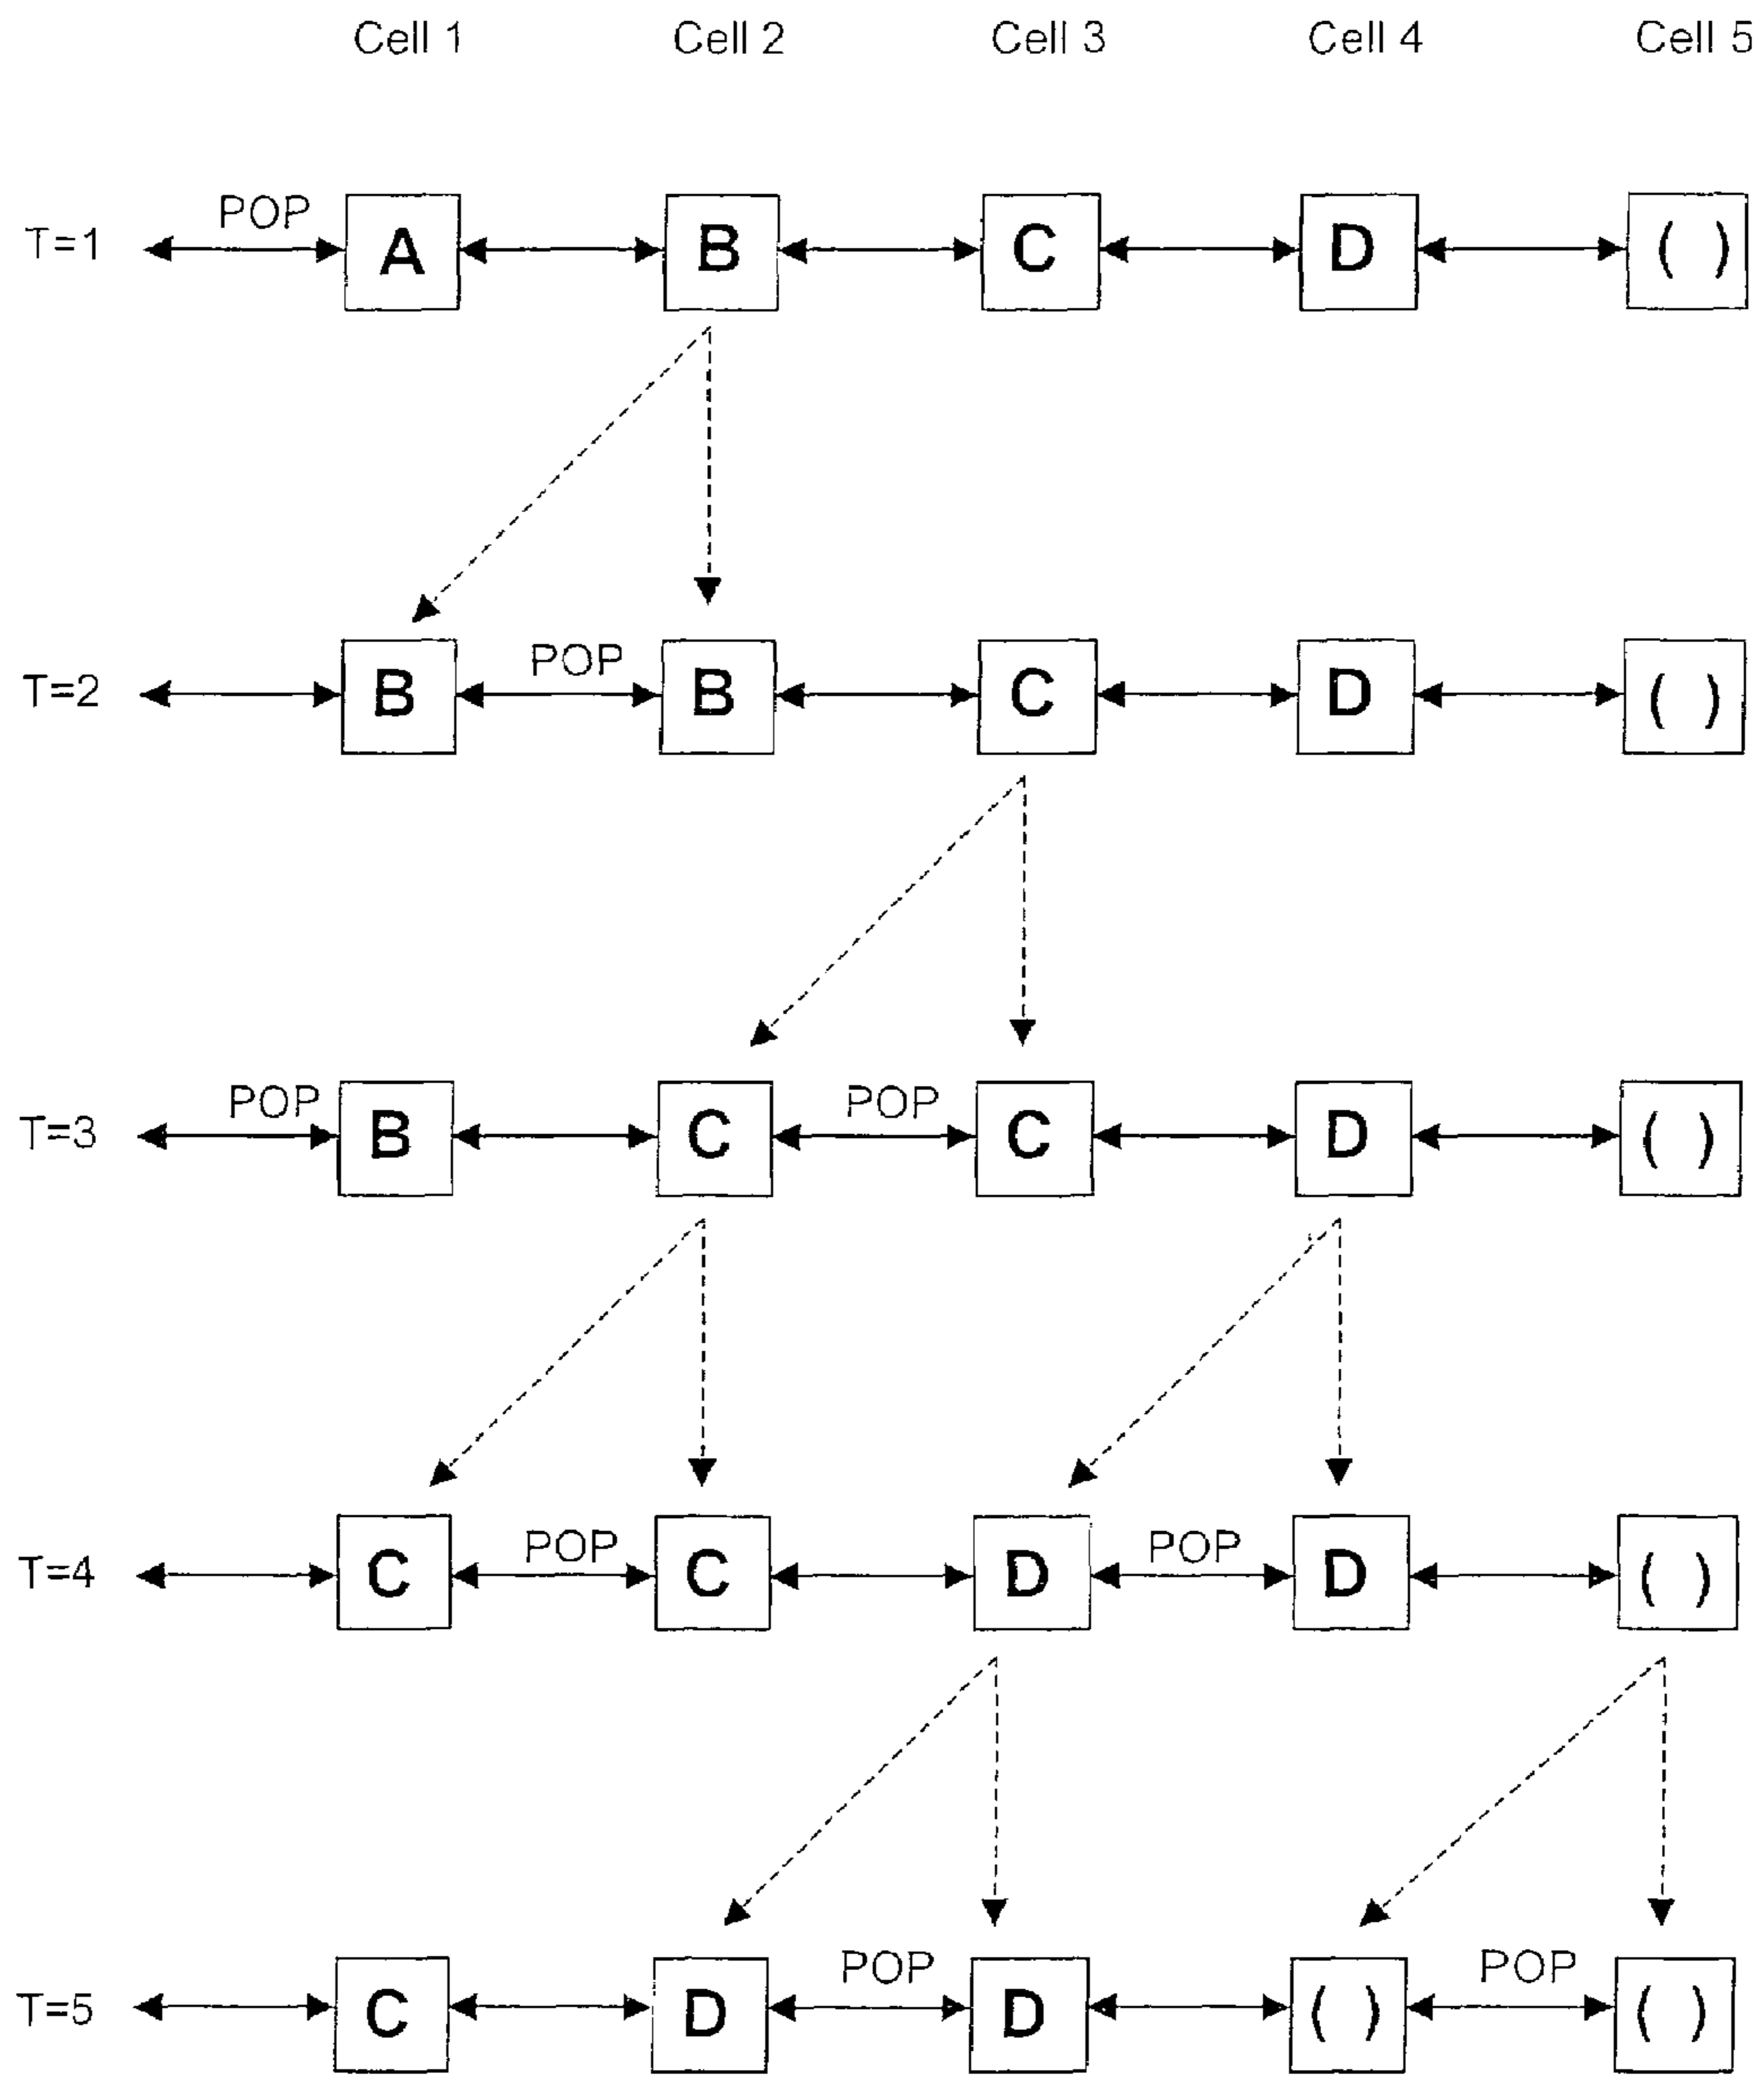 Cell 1 Cell 2 Cell 3 Cell 4 Cell 5
POP
T=1 A B C D ( )
POP
T=2 B B C D ( )
POP POP
T=3 B C C D ( )
POP POP
T=4 C C D D ( )
POP POP
T=5 C D D ( ) ( )